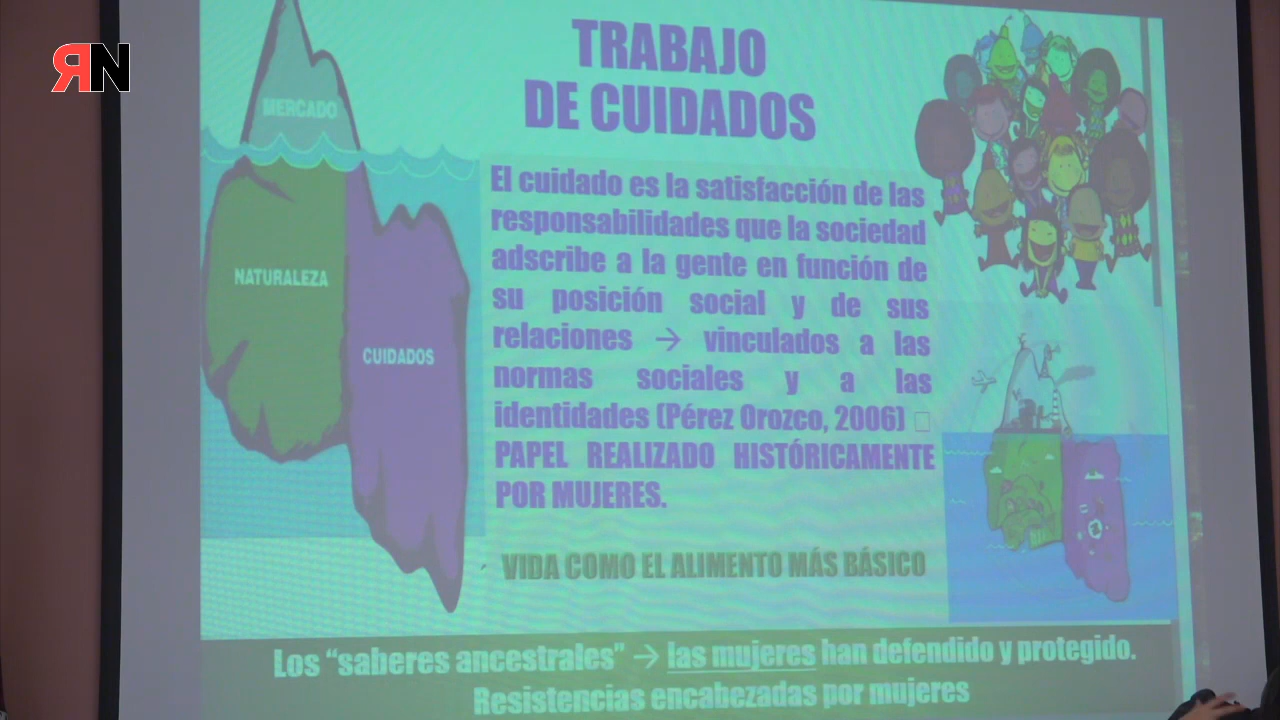 ЯN
TRABAJO
DE CUIDADOS
MERCADO
NATURALEZA
CUIDADOS
El cuidado es la satisfacción de las
responsabilidades que la sociedad
adscribe a la gente en función de
su posición social y de sus
relaciones → vinculados a las
normas sociales y a las
identidades (Pérez Orozco, 2006) □
PAPEL REALIZADO HISTÓRICAMENTE
POR MUJERES.
VIDA COMO EL ALIMENTO MÁS BÁSICO
Los “saberes ancestrales” → las mujeres han defendido y protegido.
Resistencias encabezadas por mujeres